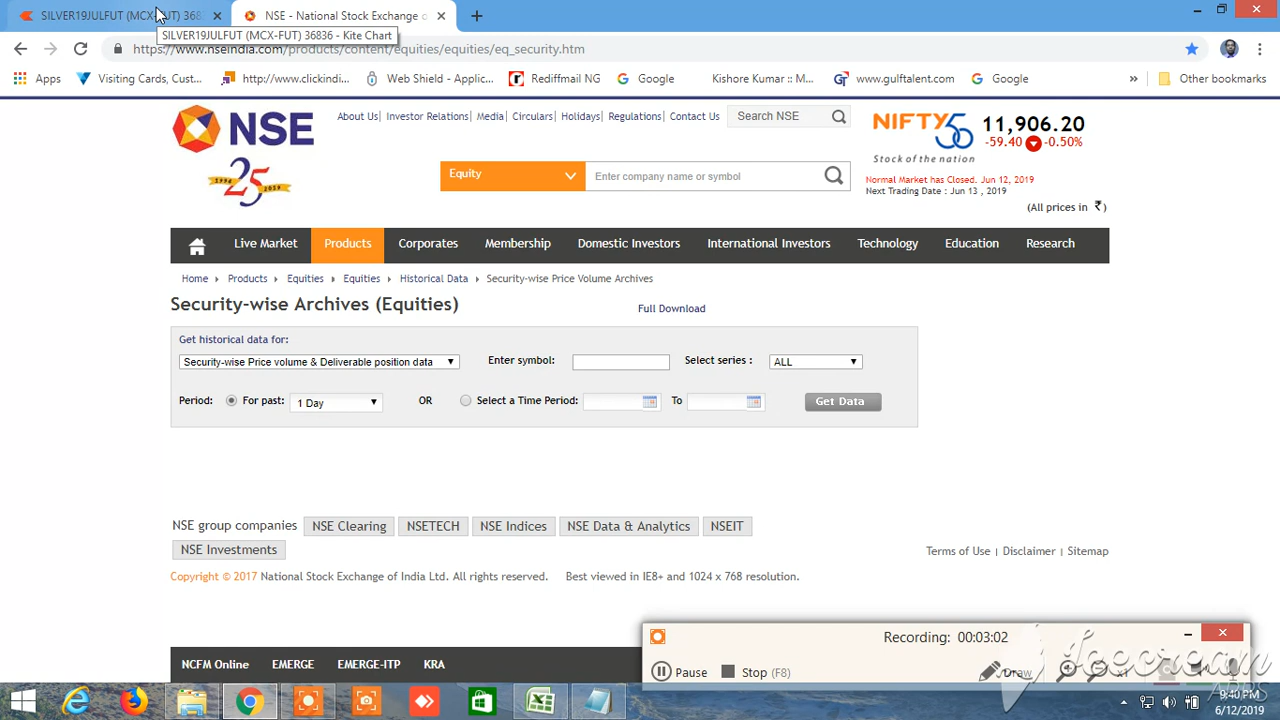 SILVER19JULFUT (MCX-FUT) 368
NSE - National Stock Exchange o
SILVER19JULFUT (MCX-FUT) 36836 - Kite Chart
https://www.nseindia.com/products/content/equities/equities/eq_security.htm
Apps
Visiting Cards, Cust...
http://www.clickindi...
Web Shield - Applic...
Rediffmail NG
Google
Kishore Kumar :: M...
www.gulftalent.com
Google
»
Other bookmarks
NSE
1994 25 2019
About Us| Investor Relations| Media| Circulars| Holidays| Regulations| Contact Us
Search NSE
NIFTY50
Stock of the nation
11,906.20
-59.40 -0.50%
Equity
Enter company name or symbol
Normal Market has Closed. Jun 12, 2019
Next Trading Date : Jun 13 , 2019
(All prices in ₹)
Live Market Products Corporates Membership Domestic Investors International Investors Technology Education Research
Home Products Equities Equities Historical Data Security-wise Price Volume Archives
Security-wise Archives (Equities)
Full Download
Get historical data for:
Security-wise Price volume & Deliverable position data
Enter symbol:
Select series :
ALL
Period: For past: 1 Day OR Select a Time Period: To Get Data
NSE group companies NSE Clearing NSETECH NSE Indices NSE Data & Analytics NSEIT
NSE Investments
Terms of Use | Disclaimer | Sitemap
Copyright © 2017 National Stock Exchange of India Ltd. All rights reserved. Best viewed in IE8+ and 1024 x 768 resolution.
NCFM Online EMERGE EMERGE-ITP KRA
Recording: 00:03:02
Pause Stop (F8) Draw x1
Icecream
APPS
9:40 PM
6/12/2019